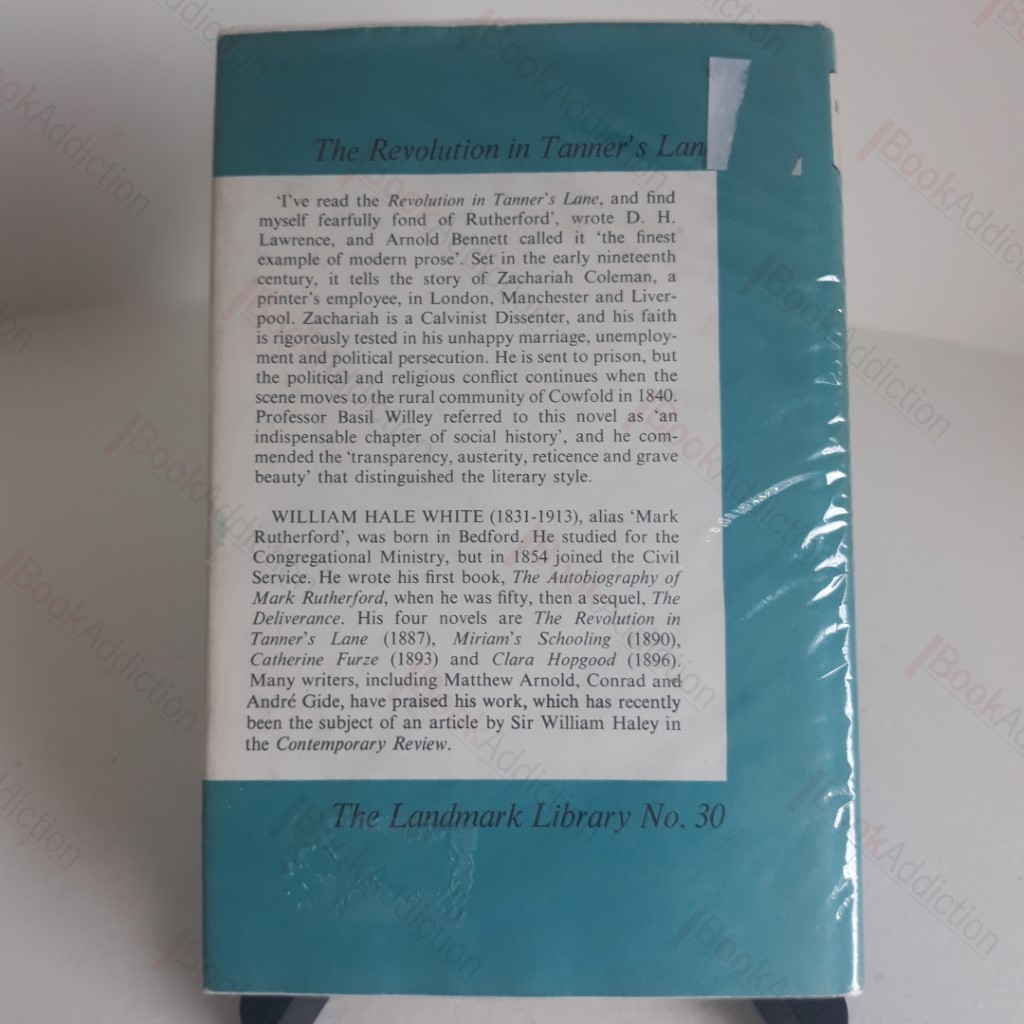 The Revolution in Tanner's Lan
'I've read the Revolution in Tanner's Lane, and find
myself fearfully fond of Rutherford', wrote D. H.
Lawrence, and Arnold Bennett called it 'the finest
example of modern prose'. Set in the early nineteenth
century, it tells the story of Zachariah Coleman, a
printer's employee, in London, Manchester and Liver-
pool. Zachariah is a Calvinist Dissenter, and his faith
is rigorously tested in his unhappy marriage, unemploy-
ment and political persecution. He is sent to prison, but
the political and religious conflict continues when the
scene moves to the rural community of Cowfold in 1840.
Professor Basil Willey referred to this novel as 'an
indispensable chapter of social history', and he com-
mended the 'transparency, austerity, reticence and grave
beauty' that distinguished the literary style.
WILLIAM HALE WHITE (1831-1913), alias 'Mark
Rutherford', was born in Bedford. He studied for the
Congregational Ministry, but in 1854 joined the Civil
Service. He wrote his first book, The Autobiography of
Mark Rutherford, when he was fifty, then a sequel, The
Deliverance. His four novels are The Revolution in
Tanner's Lane (1887), Miriam's Schooling (1890),
Catherine Furze (1893) and Clara Hopgood (1896).
Many writers, including Matthew Arnold, Conrad and
André Gide, have praised his work, which has recently
been the subject of an article by Sir William Haley in
the Contemporary Review.
The Landmark Library No. 30
BookAddiction